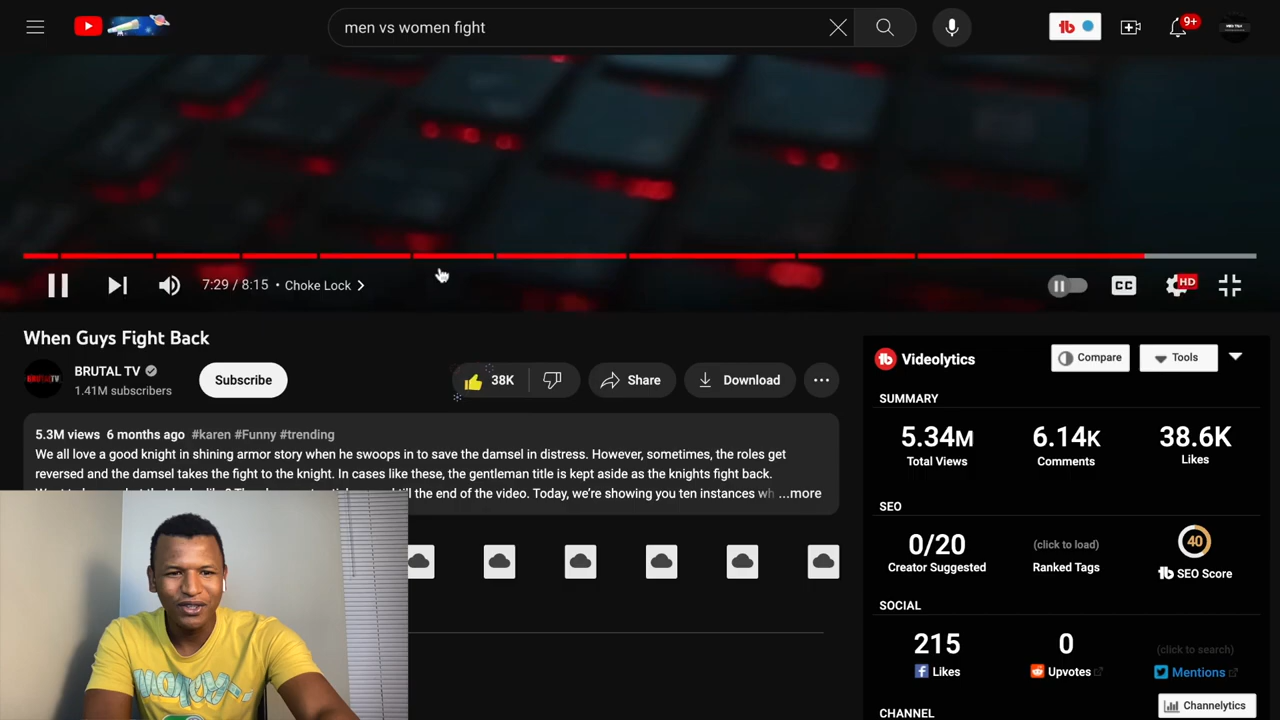 men vs women fight
9+
7:29 / 8:15 • Choke Lock
CC
HD
When Guys Fight Back
BRUTAL TV
1.41M subscribers
Subscribe
38K
Share
Download
5.3M views 6 months ago #karen #Funny #trending
We all love a good knight in shining armor story when he swoops in to save the damsel in distress. However, sometimes, the roles get
reversed and the damsel takes the fight to the knight. In cases like these, the gentleman title is kept aside as the knights fight back.
till the end of the video. Today, we're showing you ten instances
...more
Videolytics
Compare
Tools
SUMMARY
5.34M
Total Views
6.14K
Comments
38.6K
Likes
SEO
0/20
Creator Suggested
(click to load)
Ranked Tags
40
SEO Score
SOCIAL
215
Likes
0
Upvotes
(click to search)
Mentions
CHANNEL
Channelytics